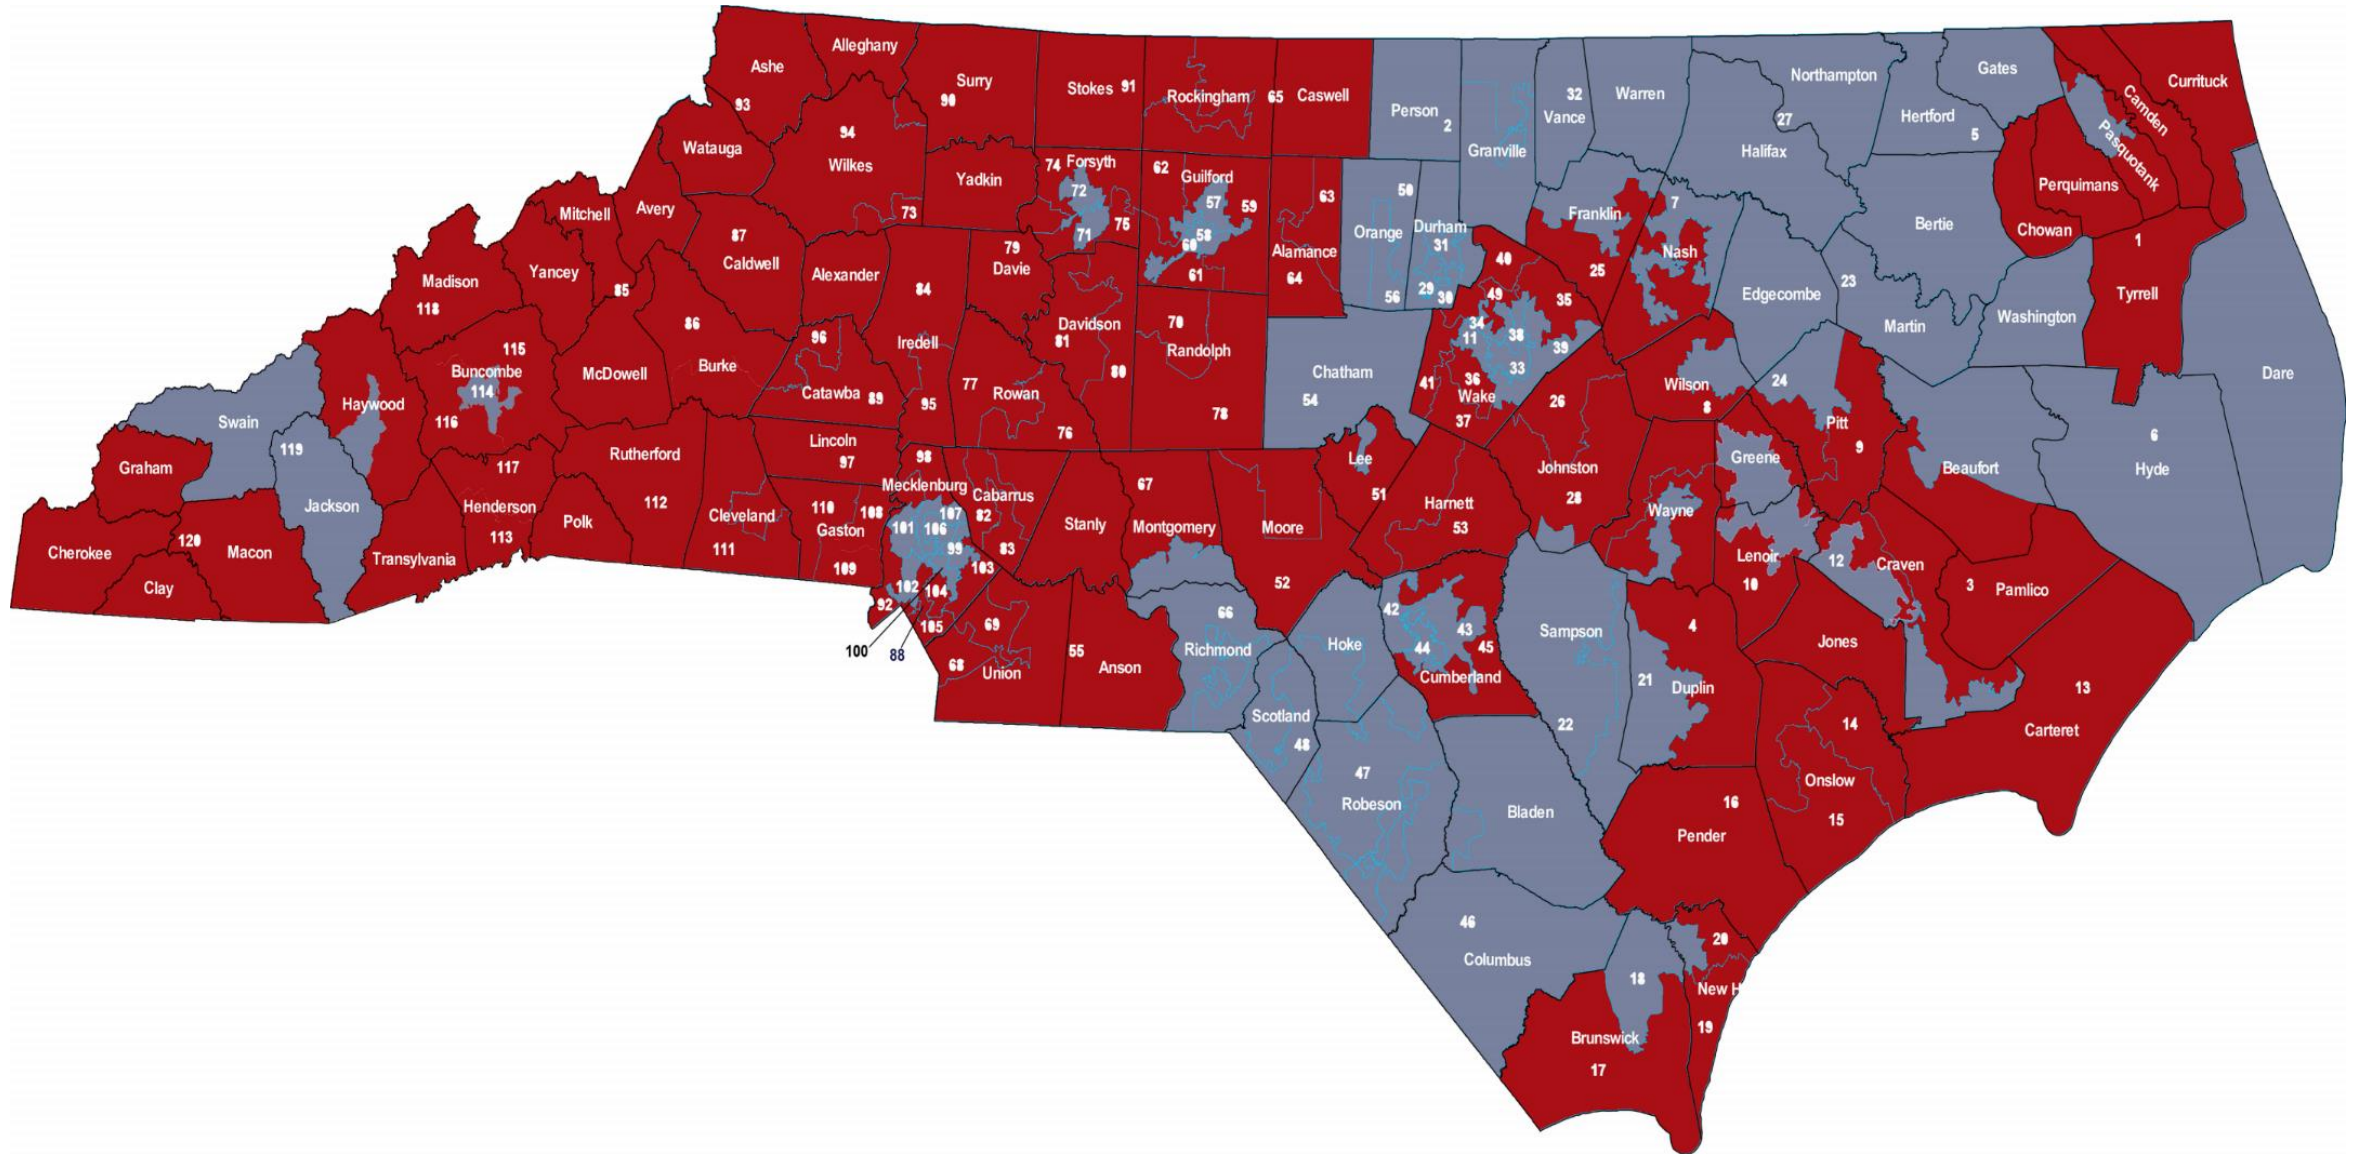 Ashe
93
Alleghany
Surry
90
Stokes 91
Rockingham
65 Caswell
Person
2
Granville
32
Vance
Warren
Northampton
27
Halifax
Hertford
5
Gates
Camden
Currituck
Pasquotank
Perquimans
Chowan
1
Tyrrell
Watauga
94
Wilkes
73
Yadkin
74 Forsyth
72
71
75
62
Guilford
57
59
58
60
61
63
Alamance
64
50
Orange
56
Durham
31
29
30
Franklin
25
7
Nash
Edgecombe
23
Bertie
Martin
Washington
Dare
Mitchell
Avery
87
Caldwell
Alexander
84
Iredell
95
79
Davie
Davidson
81
80
70
Randolph
78
Chatham
54
40
49
35
34
11
38
39
33
36
41
Wake
37
26
Johnston
28
Wilson
8
24
Pitt
9
Greene
Beaufort
6
Hyde
Madison
118
Yancey
85
86
Burke
McDowell
96
Catawba 89
77
Rowan
76
115
Buncombe
114
116
Haywood
Swain
119
Graham
Jackson
Cherokee
120
Macon
Clay
Transylvania
117
Henderson
113
Polk
Rutherford
112
Cleveland
111
Lincoln
97
110
108
Gaston
109
98
Mecklenburg
101
107
106
99
102
104
103
92
105
100
88
Cabarrus
82
83
Stanly
67
Montgomery
Moore
52
Lee
51
Harnett
53
Wayne
Lenoir
10
12
Craven
3
Pamlico
69
68
Union
55
Anson
66
Richmond
Scotland
48
Hoke
42
43
44
45
Cumberland
Sampson
22
21
4
Duplin
Jones
14
Onslow
15
13
Carteret
47
Robeson
Bladen
16
Pender
46
Columbus
18
20
New H
19
Brunswick
17